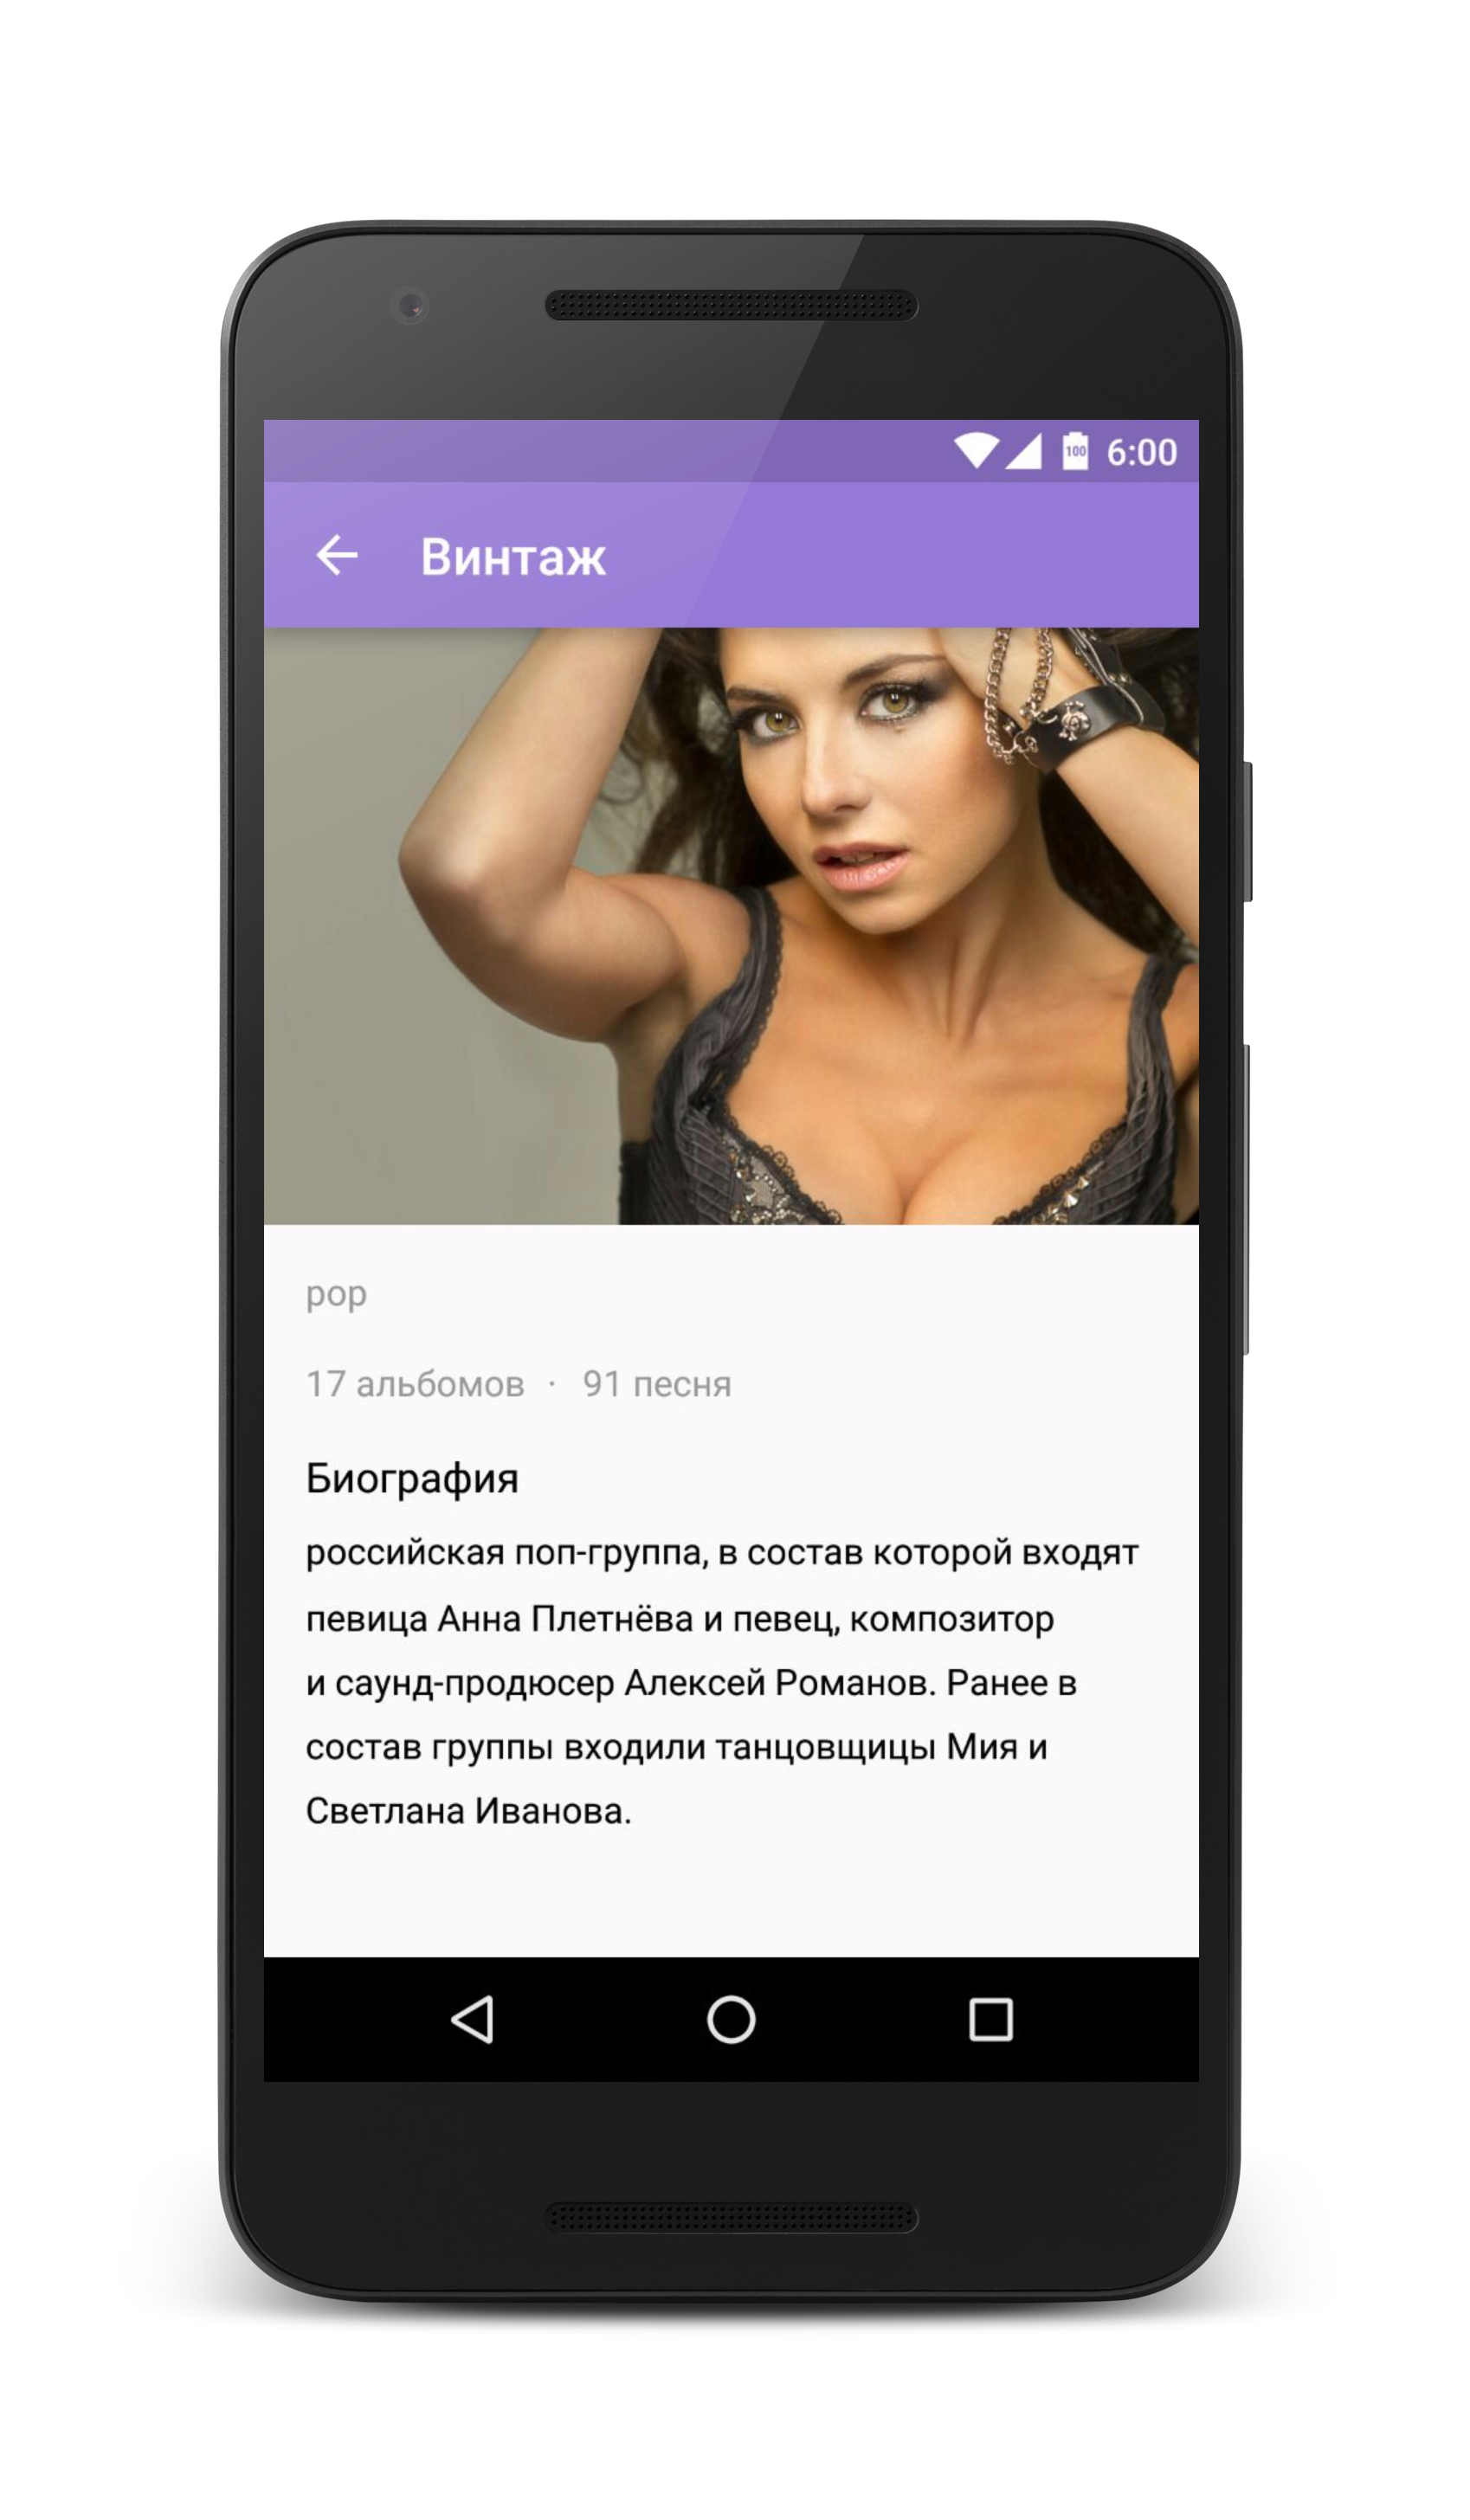 100 6:00
Винтаж
pop
17 альбомов · 91 песня
Биография
российская поп-группа, в состав которой входят
певица Анна Плетнёва и певец, композитор
и саунд-продюсер Алексей Романов. Ранее в
состав группы входили танцовщицы Мия и
Светлана Иванова.